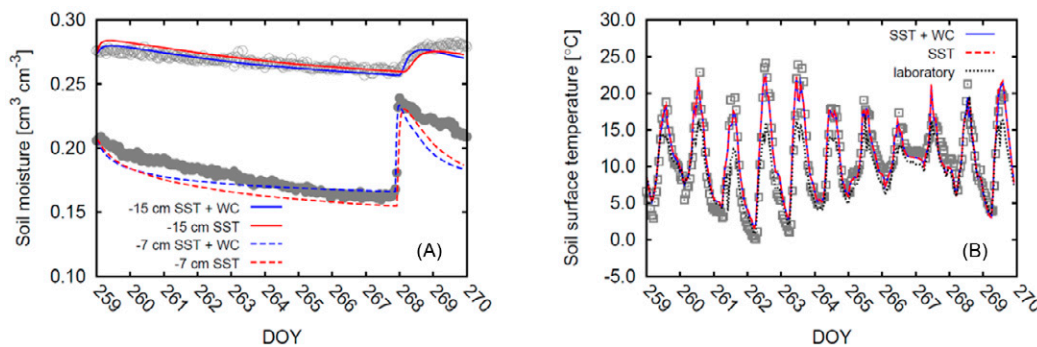 Soil moisture [cm³ cm⁻³]
0.30
0.25
0.20
0.15
0.10
-15 cm SST + WC
-15 cm SST
-7 cm SST + WC
-7 cm SST
(A)
259 260 261 262 263 264 265 266 267 268 269 270
DOY
Soil surface temperature [°C]
30.0
25.0
20.0
15.0
10.0
5.0
0.0
-5.0
SST + WC
SST
laboratory
(B)
259 260 261 262 263 264 265 266 267 268 269 270
DOY